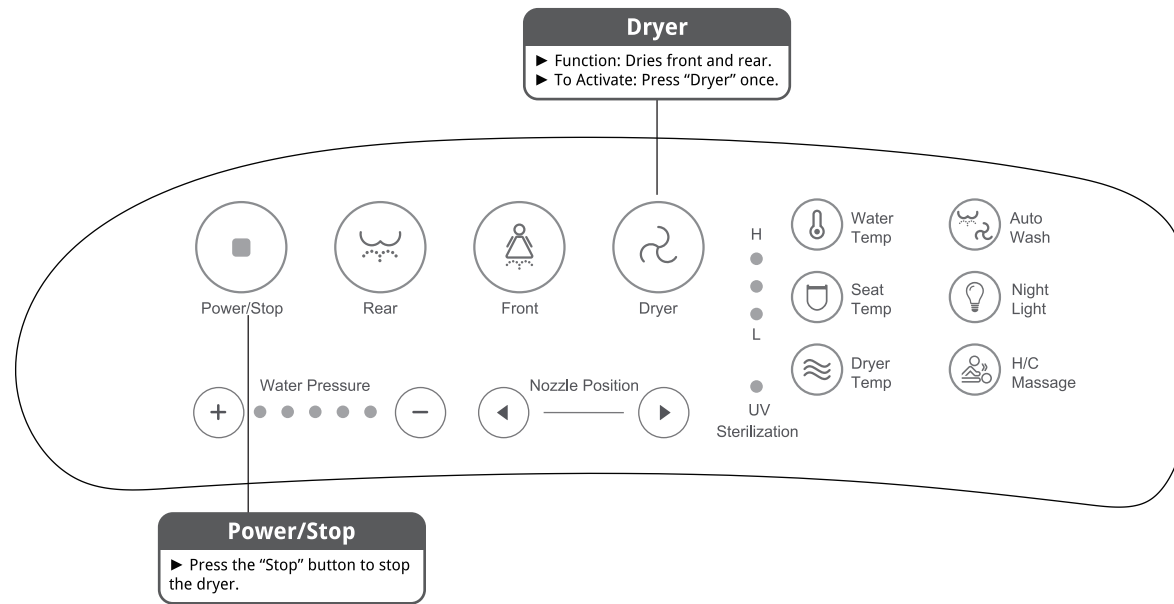 Dryer
► Function: Dries front and rear.
► To Activate: Press “Dryer” once.
Power/Stop
Rear
Front
Dryer
H
L
Water
Temp
Auto
Wash
Seat
Temp
Night
Light
Dryer
Temp
H/C
Massage
+
Water Pressure
−
Nozzle Position
UV
Sterilization
Power/Stop
► Press the “Stop” button to stop
the dryer.